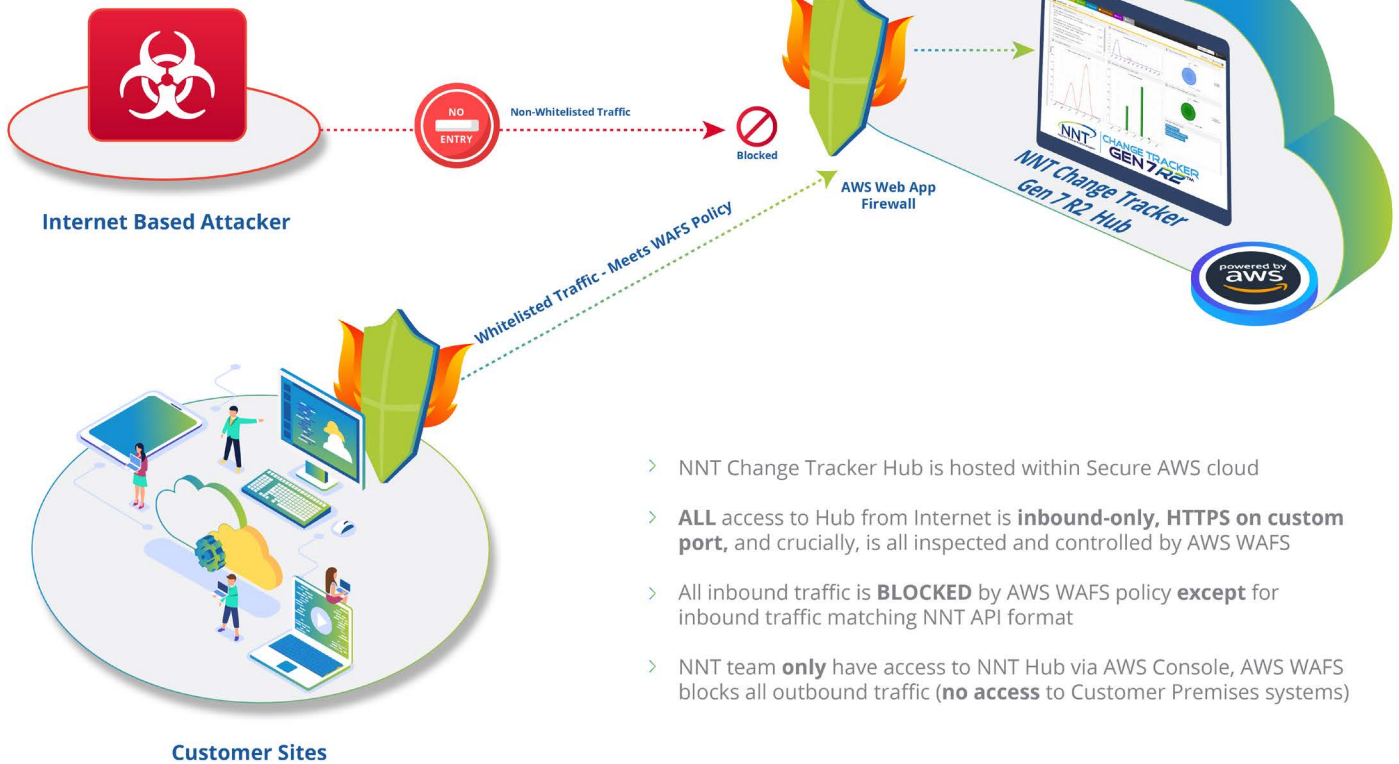 NO
ENTRY
Non-Whitelisted Traffic
Blocked
Internet Based Attacker
AWS Web App
Firewall
NNT
CHANGE TRACKER
GEN 7 R2™
NNT Change Tracker
Gen 7 R2 Hub
powered by
aws
Whitelisted Traffic - Meets WAFS Policy
NNT Change Tracker Hub is hosted within Secure AWS cloud
ALL access to Hub from Internet is inbound-only, HTTPS on custom
port, and crucially, is all inspected and controlled by AWS WAFS
All inbound traffic is BLOCKED by AWS WAFS policy except for
inbound traffic matching NNT API format
NNT team only have access to NNT Hub via AWS Console, AWS WAFS
blocks all outbound traffic (no access to Customer Premises systems)
Customer Sites